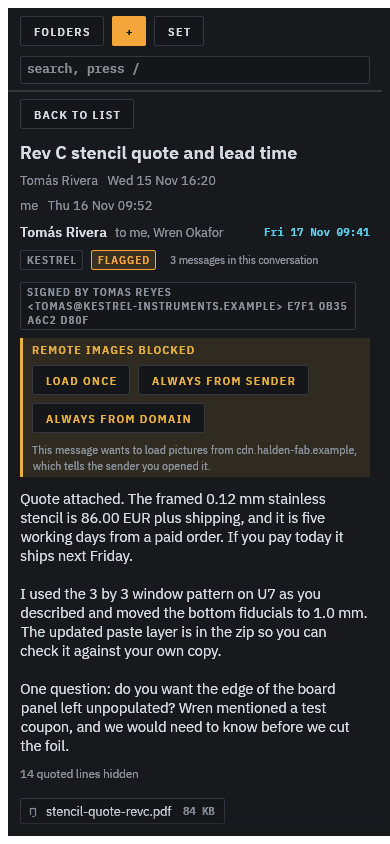 FOLDERS + SET
search, press /
BACK TO LIST
Rev C stencil quote and lead time
Tomás Rivera Wed 15 Nov 16:20
me Thu 16 Nov 09:52
Tomás Rivera to me, Wren Okafor Fri 17 Nov 09:41
KESTREL FLAGGED 3 messages in this conversation
SIGNED BY TOMAS REYES
<TOMAS@KESTREL-INSTRUMENTS.EXAMPLE> E7F1 0B35
A6C2 D80F
REMOTE IMAGES BLOCKED
LOAD ONCE ALWAYS FROM SENDER
ALWAYS FROM DOMAIN
This message wants to load pictures from cdn.halden-fab.example,
which tells the sender you opened it.
Quote attached. The framed 0.12 mm stainless
stencil is 86.00 EUR plus shipping, and it is five
working days from a paid order. If you pay today it
ships next Friday.
I used the 3 by 3 window pattern on U7 as you
described and moved the bottom fiducials to 1.0 mm.
The updated paste layer is in the zip so you can
check it against your own copy.
One question: do you want the edge of the board
panel left unpopulated? Wren mentioned a test
coupon, and we would need to know before we cut
the foil.
14 quoted lines hidden
stencil-quote-revc.pdf 84 KB